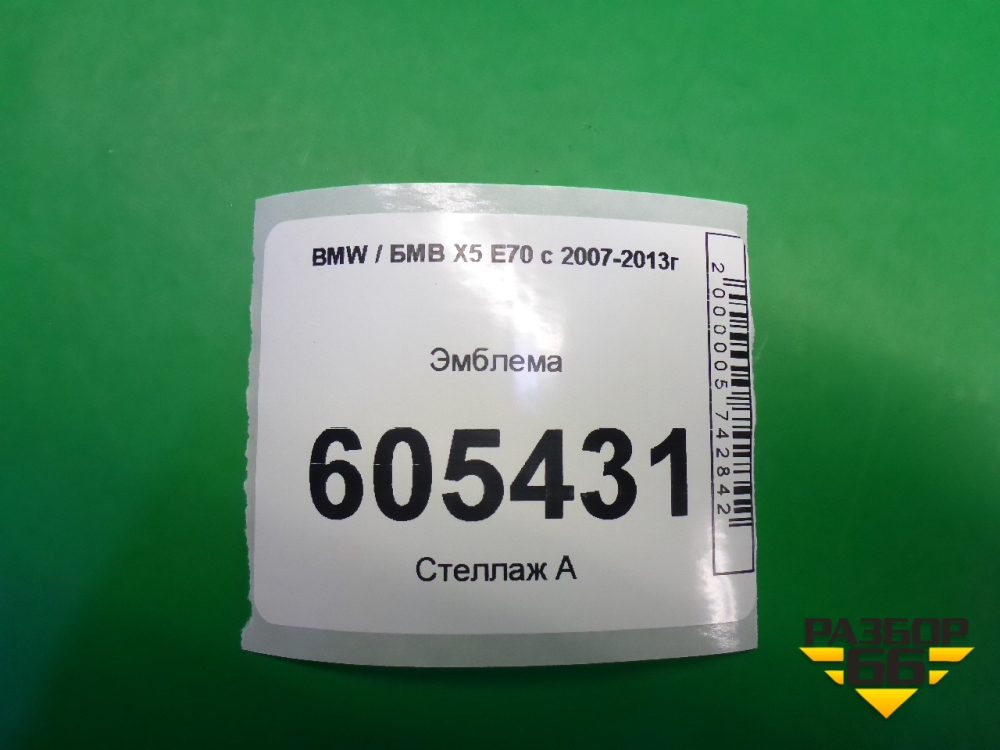 BMW / БМВ X5 E70 с 2007-2013г
Эмблема
605431
Стеллаж А
2000005742842
РАЗБОР
66